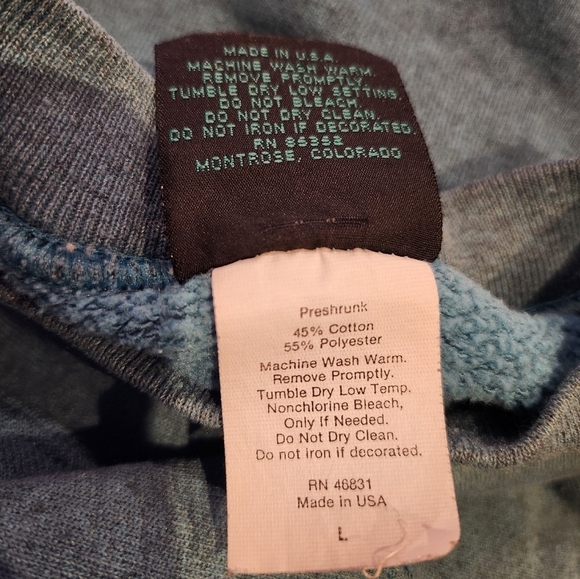 MADE IN U.S.A.
MACHINE WASH WARM.
REMOVE PROMPTLY.
TUMBLE DRY LOW SETTING.
DO NOT BLEACH.
DO NOT DRY CLEAN.
DO NOT IRON IF DECORATED.
RN 86352
MONTROSE, COLORADO
Preshrunk
45% Cotton
55% Polyester
Machine Wash Warm.
Remove Promptly.
Tumble Dry Low Temp.
Nonchlorine Bleach,
Only If Needed.
Do Not Dry Clean.
Do not iron if decorated.
RN 46831
Made in USA
L